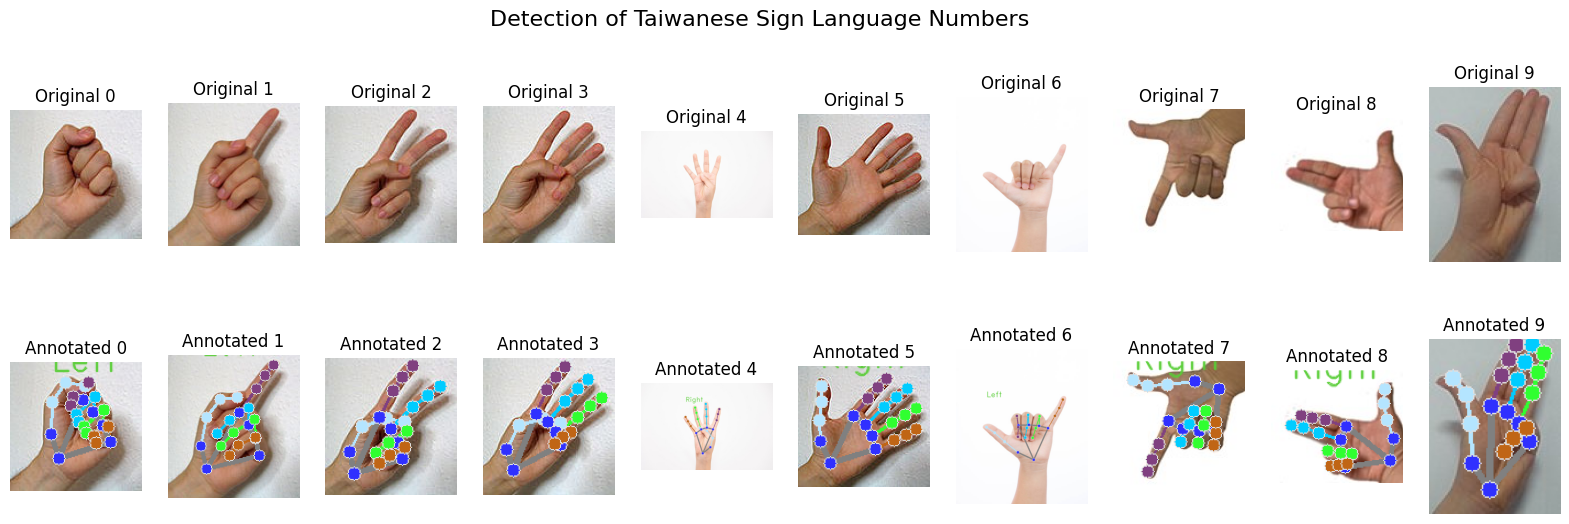 Detection of Taiwanese Sign Language Numbers
Original 0
Original 1
Original 2
Original 3
Original 4
Original 5
Original 6
Original 7
Original 8
Original 9
Annotated 0
Annotated 1
Annotated 2
Annotated 3
Annotated 4
Annotated 5
Annotated 6
Annotated 7
Annotated 8
Annotated 9
Left
Right
Right
Left
Right
Right